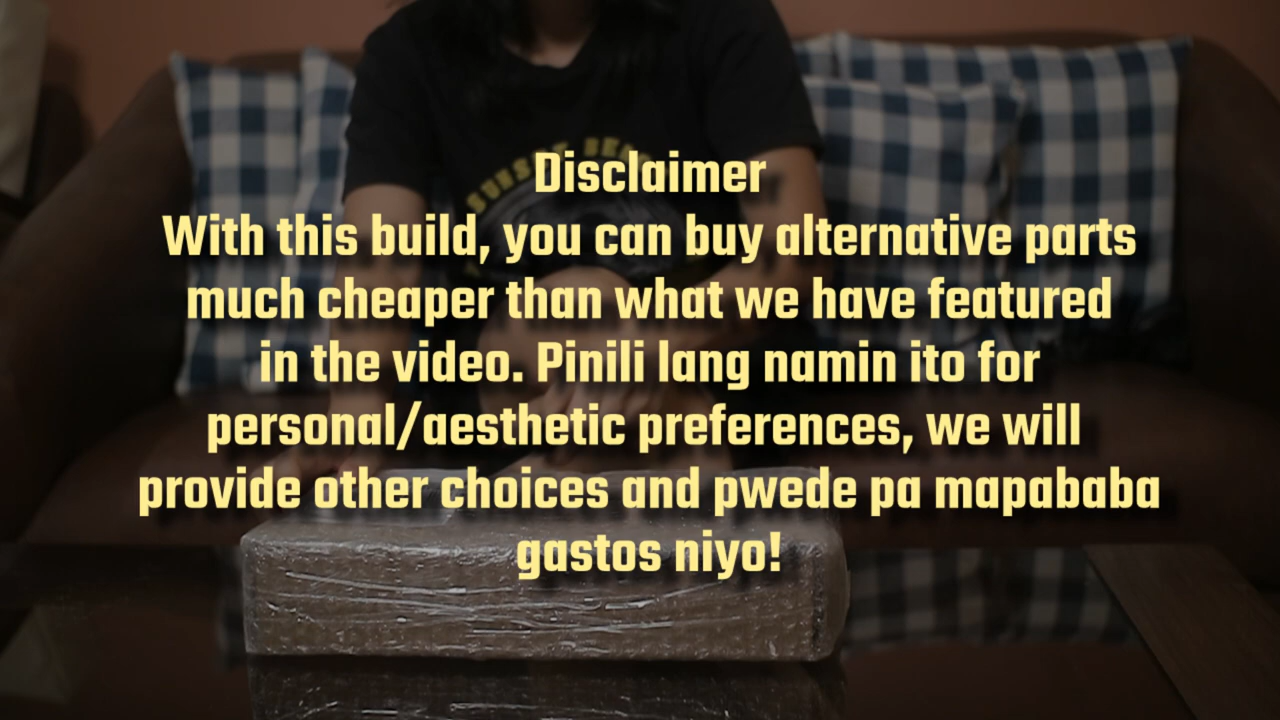 Disclaimer
With this build, you can buy alternative parts
much cheaper than what we have featured
in the video. Pinili lang namin ito for
personal/aesthetic preferences, we will
provide other choices and pwede pa mapababa
gastos niyo!
SUNSET